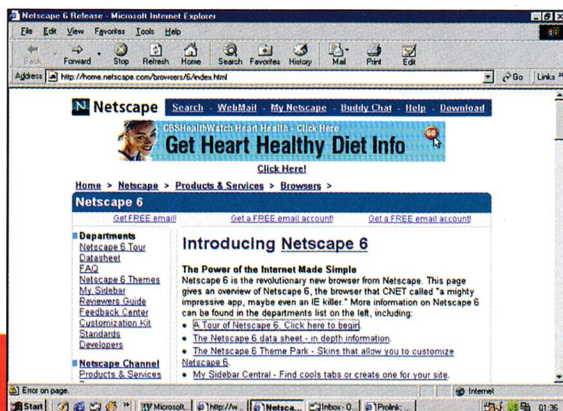 Netscape 6 Release - Microsoft Internet Explorer
File Edit View Favorites Tools Help
Back Forward Stop Refresh Home Search Favorites History Mail Print Edit
Address http://home.netscape.com/browsers/6/index.html Go Links »
N Netscape Search - WebMail - My Netscape - Buddy Chat - Help - Download
CBSHealthWatch Heart Health - Click Here
Get Heart Healthy Diet Info GO
Click Here!
Home > Netscape > Products & Services > Browsers >
Netscape 6
Get FREE email! Get a FREE email account! Get a FREE email account!
Departments
Netscape 6 Tour
Datasheet
FAQ
Netscape 6 Themes
My Sidebar
Reviewers Guide
Feedback Center
Customization Kit
Standards
Developers
Netscape Channel
Products & Services
Introducing Netscape 6
The Power of the Internet Made Simple
Netscape 6 is the revolutionary new browser from Netscape. This page
gives an overview of Netscape 6, the browser that CNET called "a mighty
impressive app, maybe even an IE killer." More information on Netscape 6
can be found in the departments list on the left, including:
• A Tour of Netscape 6. Click here to begin.
• The Netscape 6 data sheet - in depth information.
• The Netscape 6 Theme Park - Skins that allow you to customize
Netscape 6.
• My Sidebar Central - Find cools tabs or create one for your site.
Error on page. Internet
Start Microsoft... http://w... Netsca... Inbox - O... Prolink:... 01:36